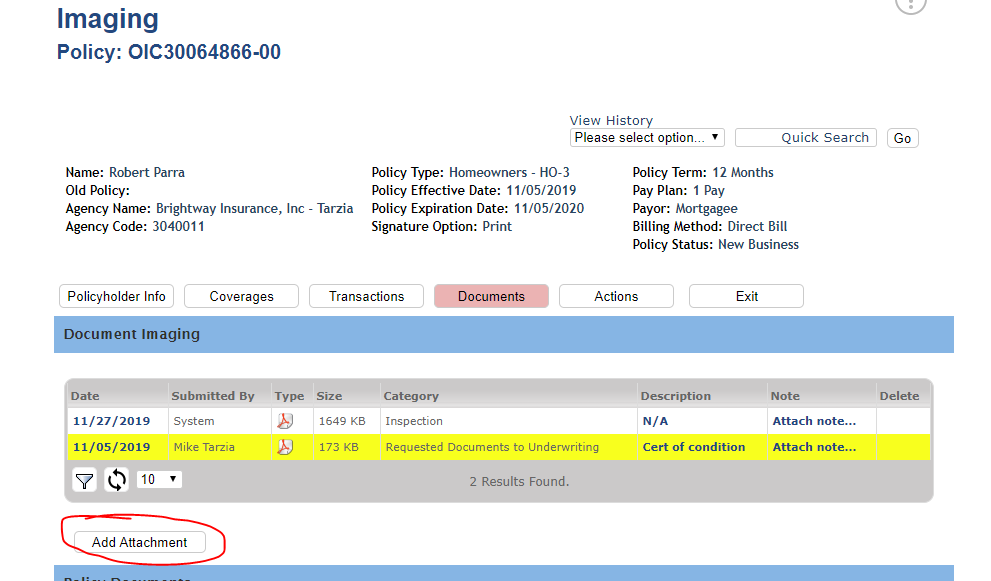 Imaging
Policy: OIC30064866-00
View History
Please select option... Quick Search Go
Name: Robert Parra Policy Type: Homeowners - HO-3 Policy Term: 12 Months
Old Policy: Policy Effective Date: 11/05/2019 Pay Plan: 1 Pay
Agency Name: Brightway Insurance, Inc - Tarzia Policy Expiration Date: 11/05/2020 Payor: Mortgagee
Agency Code: 3040011 Signature Option: Print Billing Method: Direct Bill
Policy Status: New Business
Policyholder Info Coverages Transactions Documents Actions Exit
Document Imaging
Date Submitted By Type Size Category Description Note Delete
11/27/2019 System 1649 KB Inspection N/A Attach note...
11/05/2019 Mike Tarzia 173 KB Requested Documents to Underwriting Cert of condition Attach note...
10 2 Results Found.
Add Attachment
Policy Documents